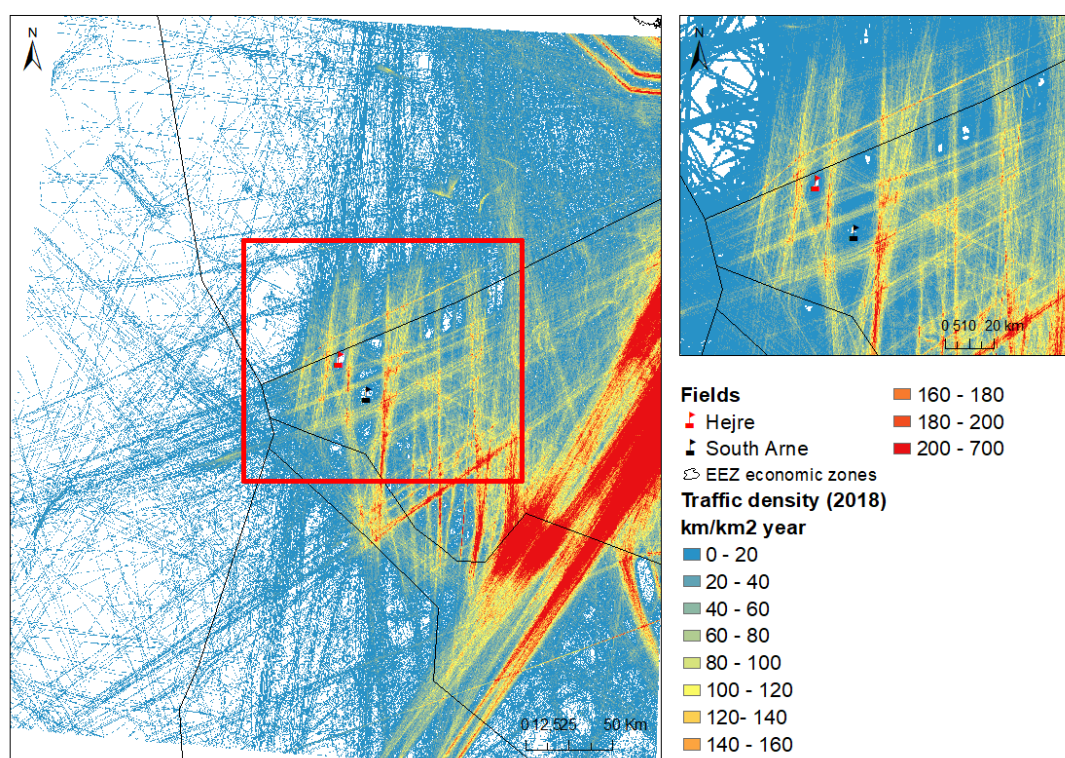 N
0 12.525 50 Km
N
0 510 20 km
Fields
Hejre
South Arne
EEZ economic zones
Traffic density (2018)
km/km2 year
0 - 20
20 - 40
40 - 60
60 - 80
80 - 100
100 - 120
120- 140
140 - 160
160 - 180
180 - 200
200 - 700